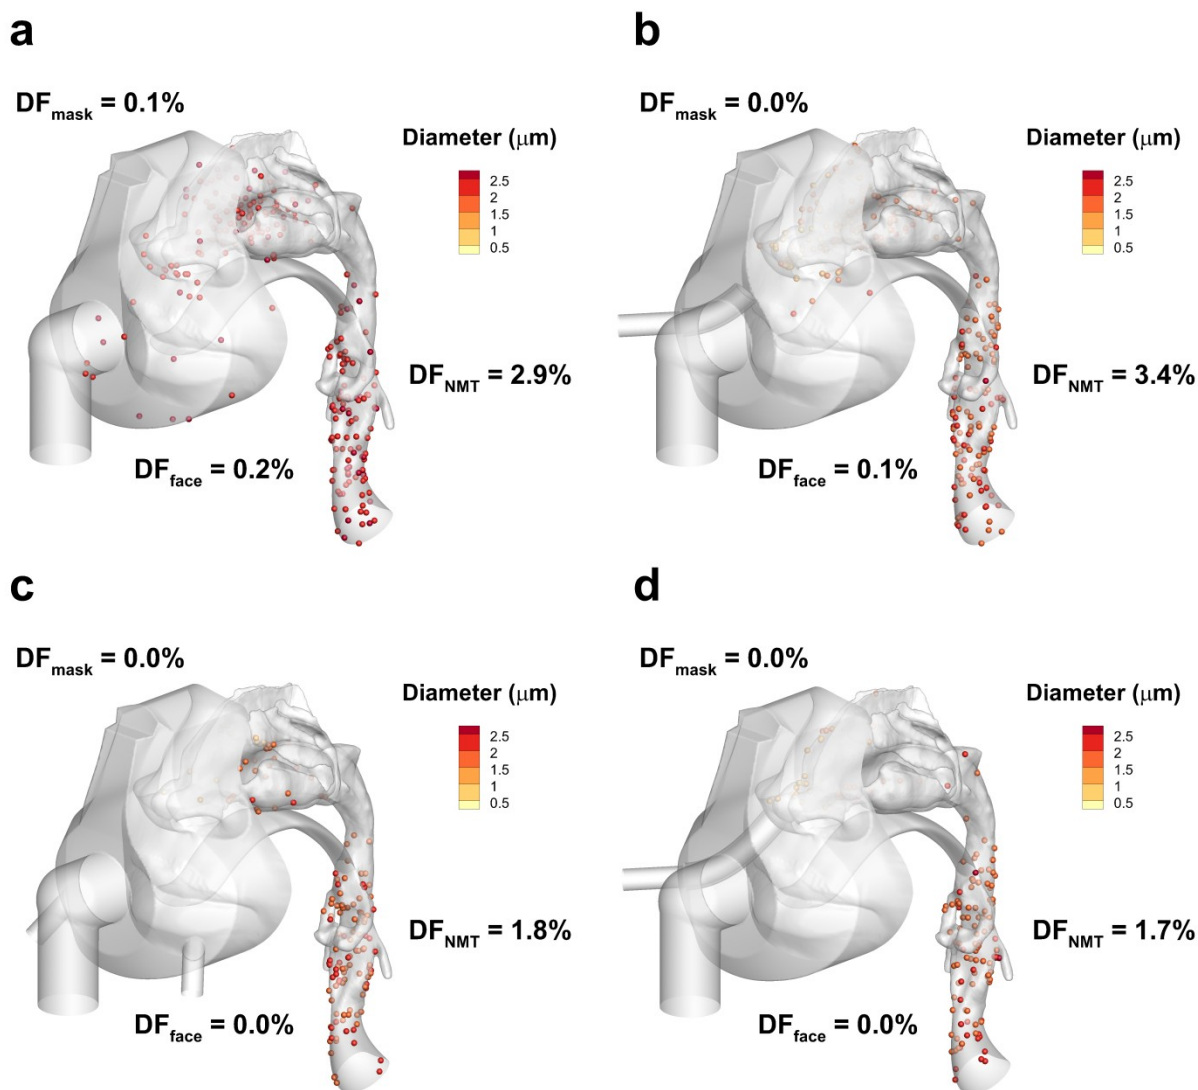 a
DFmask = 0.1%
Diameter (μm)
2.5
2
1.5
1
0.5
DFNMT = 2.9%
DFface = 0.2%
b
DFmask = 0.0%
Diameter (μm)
2.5
2
1.5
1
0.5
DFNMT = 3.4%
DFface = 0.1%
c
DFmask = 0.0%
Diameter (μm)
2.5
2
1.5
1
0.5
DFNMT = 1.8%
DFface = 0.0%
d
DFmask = 0.0%
Diameter (μm)
2.5
2
1.5
1
0.5
DFNMT = 1.7%
DFface = 0.0%